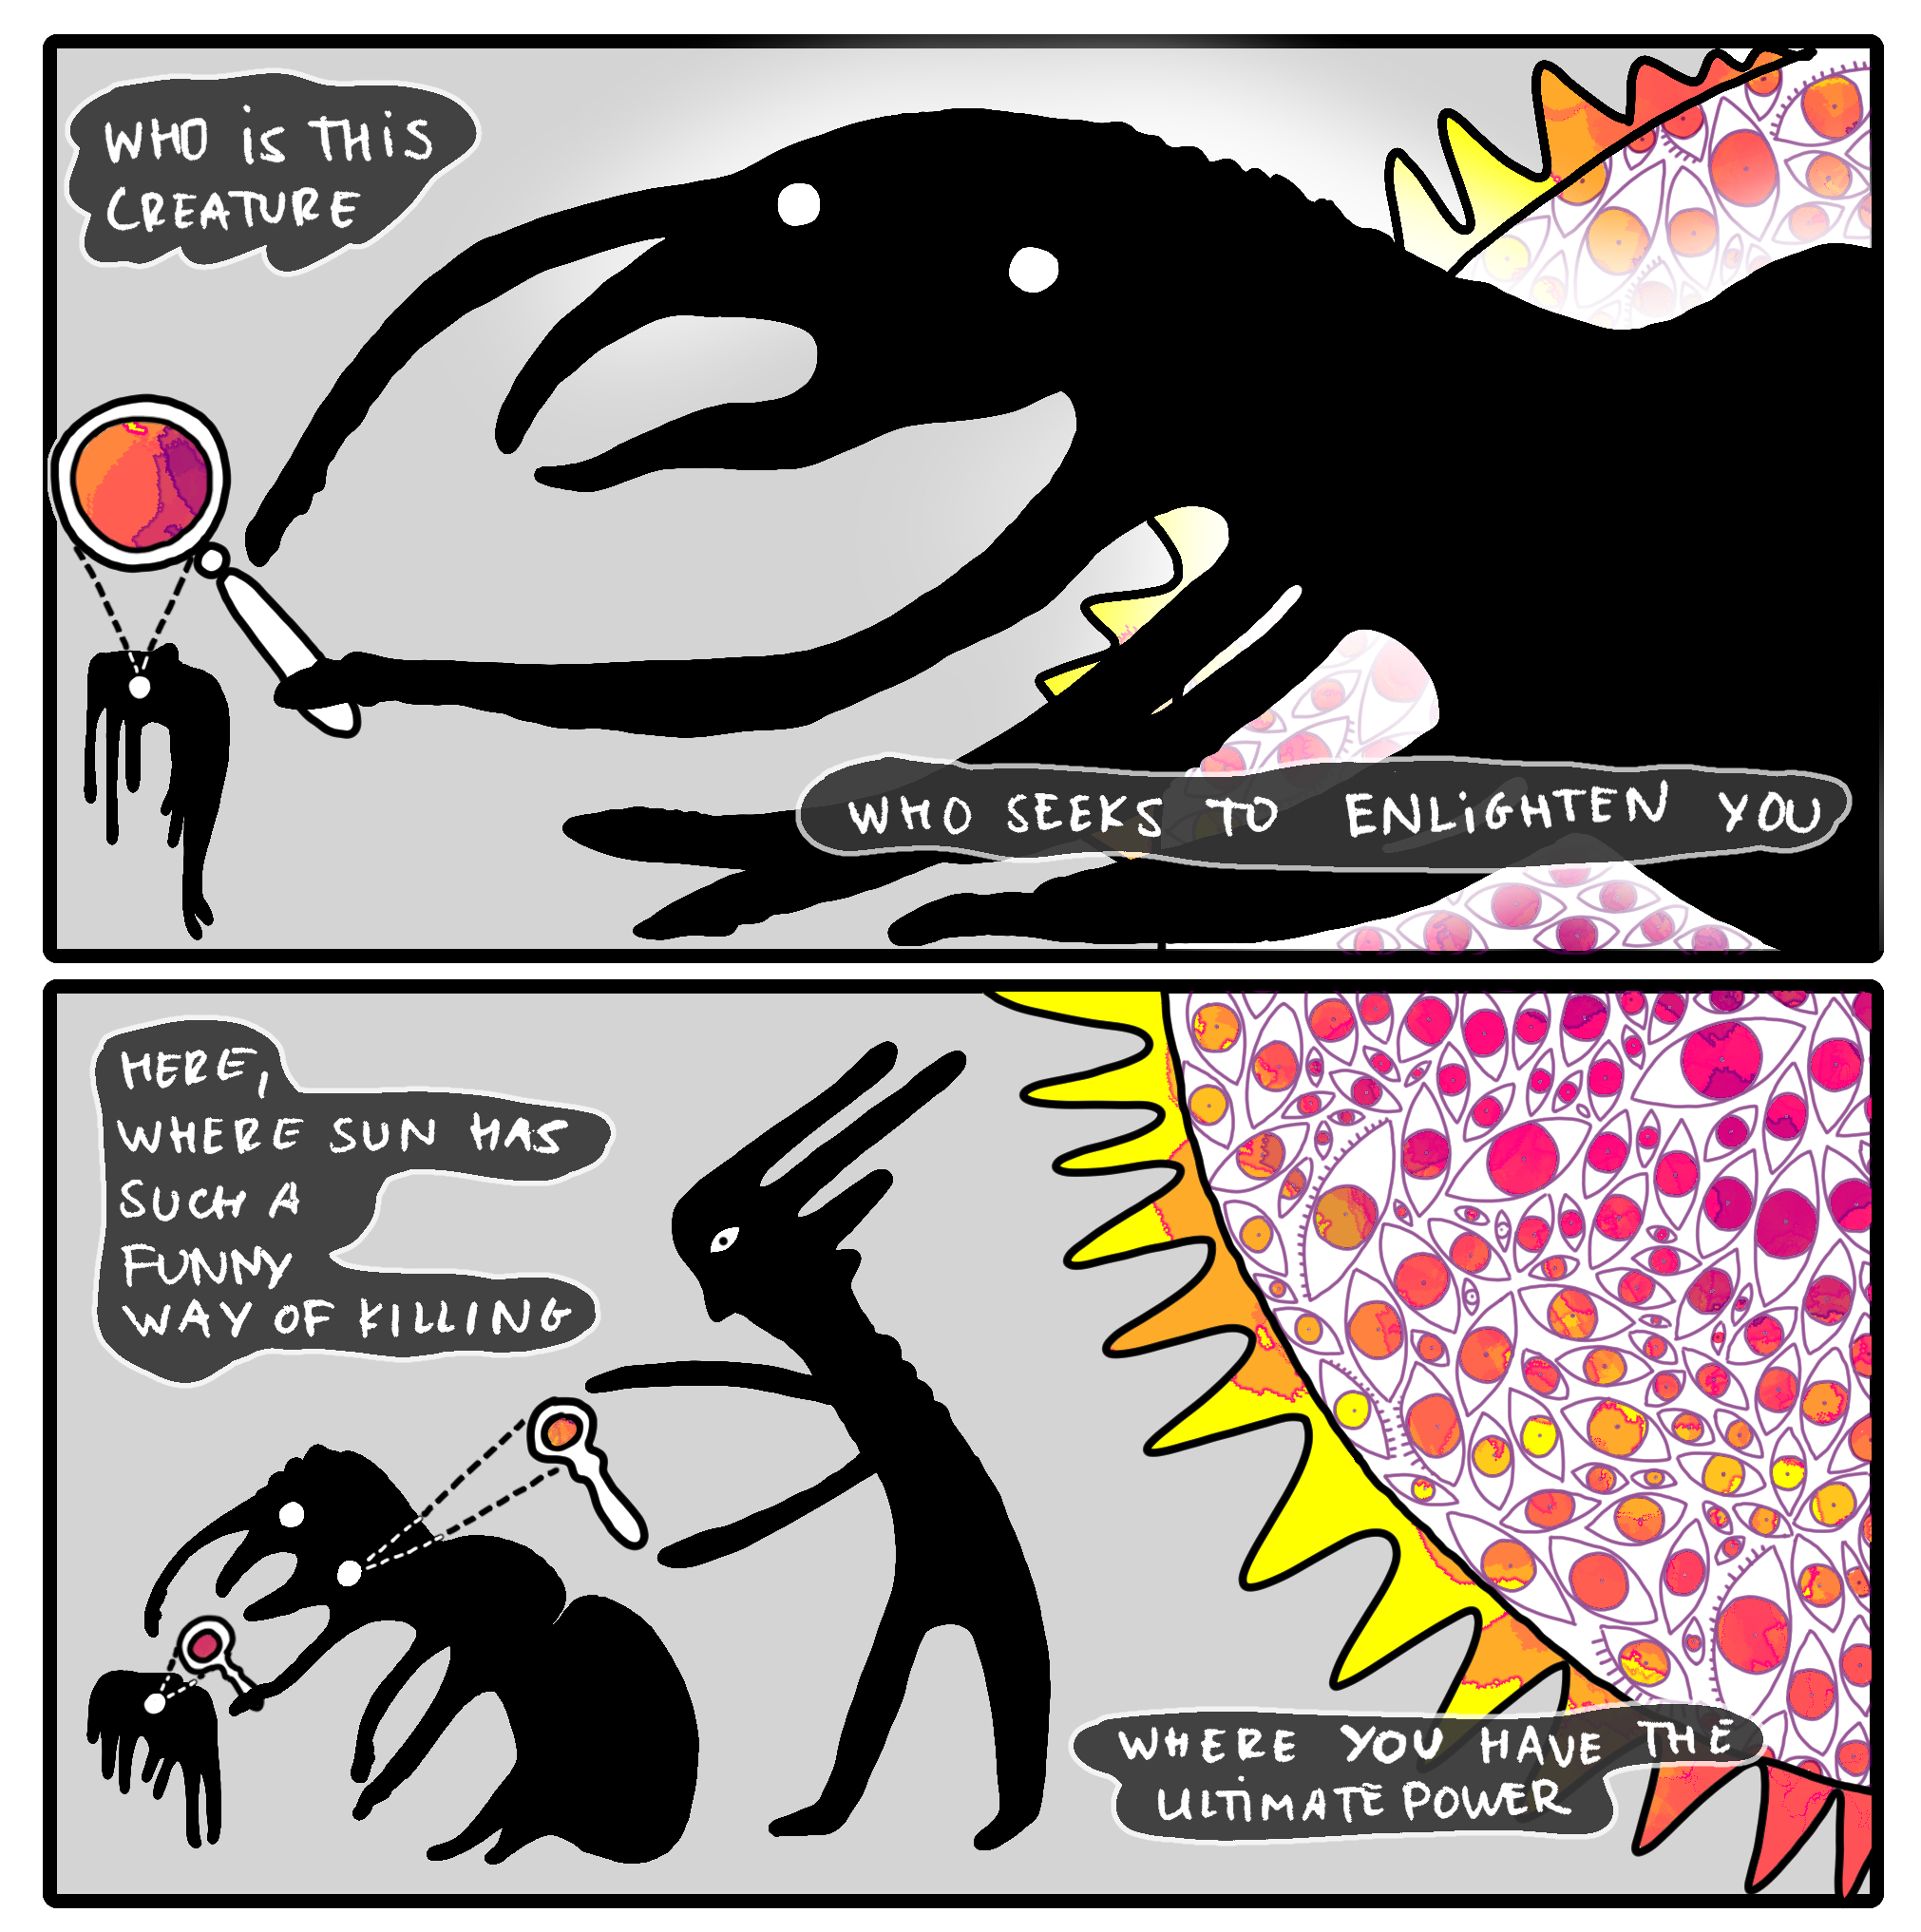 WHO iS THiS
CREATURE
WHO SEEKS TO ENLiGHTEN YOU
HERE,
WHERE SUN HAS
SUCH A
FUNNY
WAY OF KILLING
WHERE YOU HAVE THE
ULTiMATE POWER